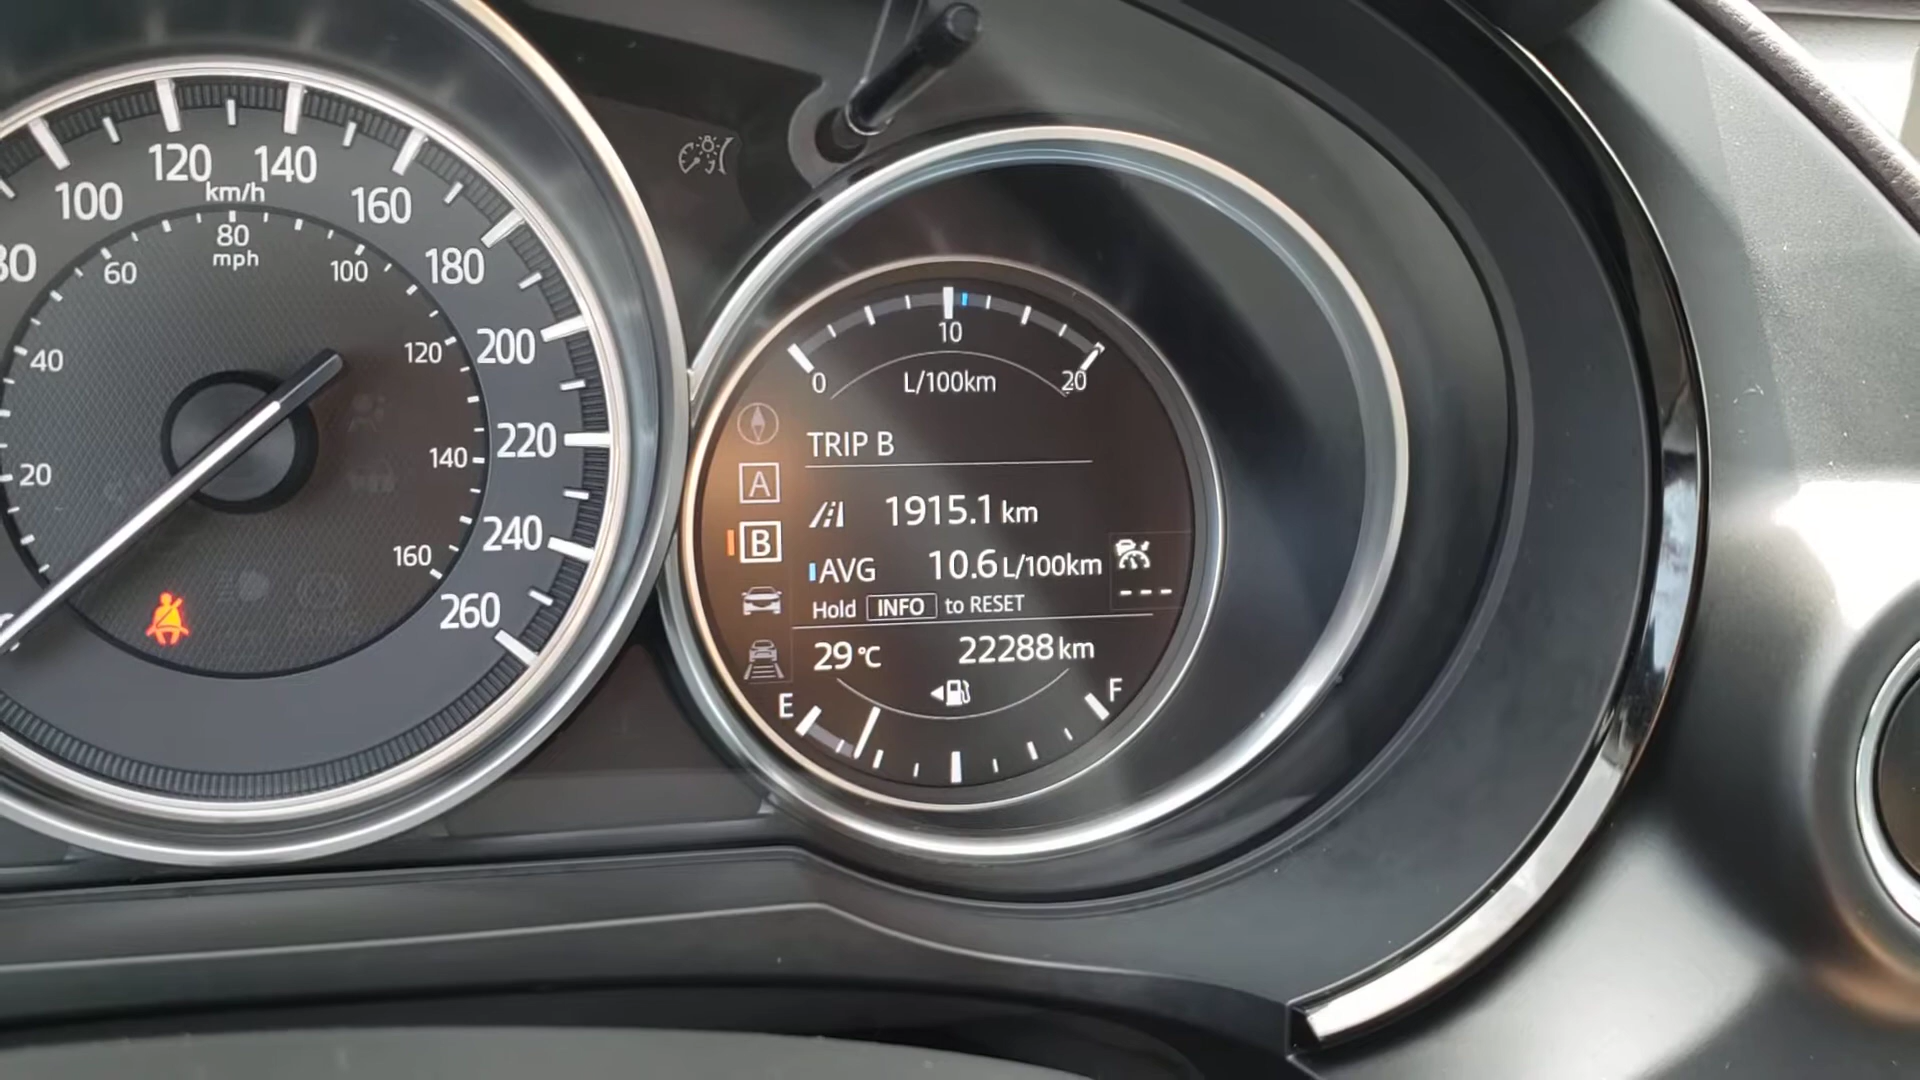 80
100
120
140
160
180
200
220
240
260
km/h
80
mph
20
40
60
100
120
140
160
0
10
20
L/100km
TRIP B
A
1915.1 km
B
AVG 10.6 L/100km
Hold INFO to RESET
---
29 °C 22288 km
E F